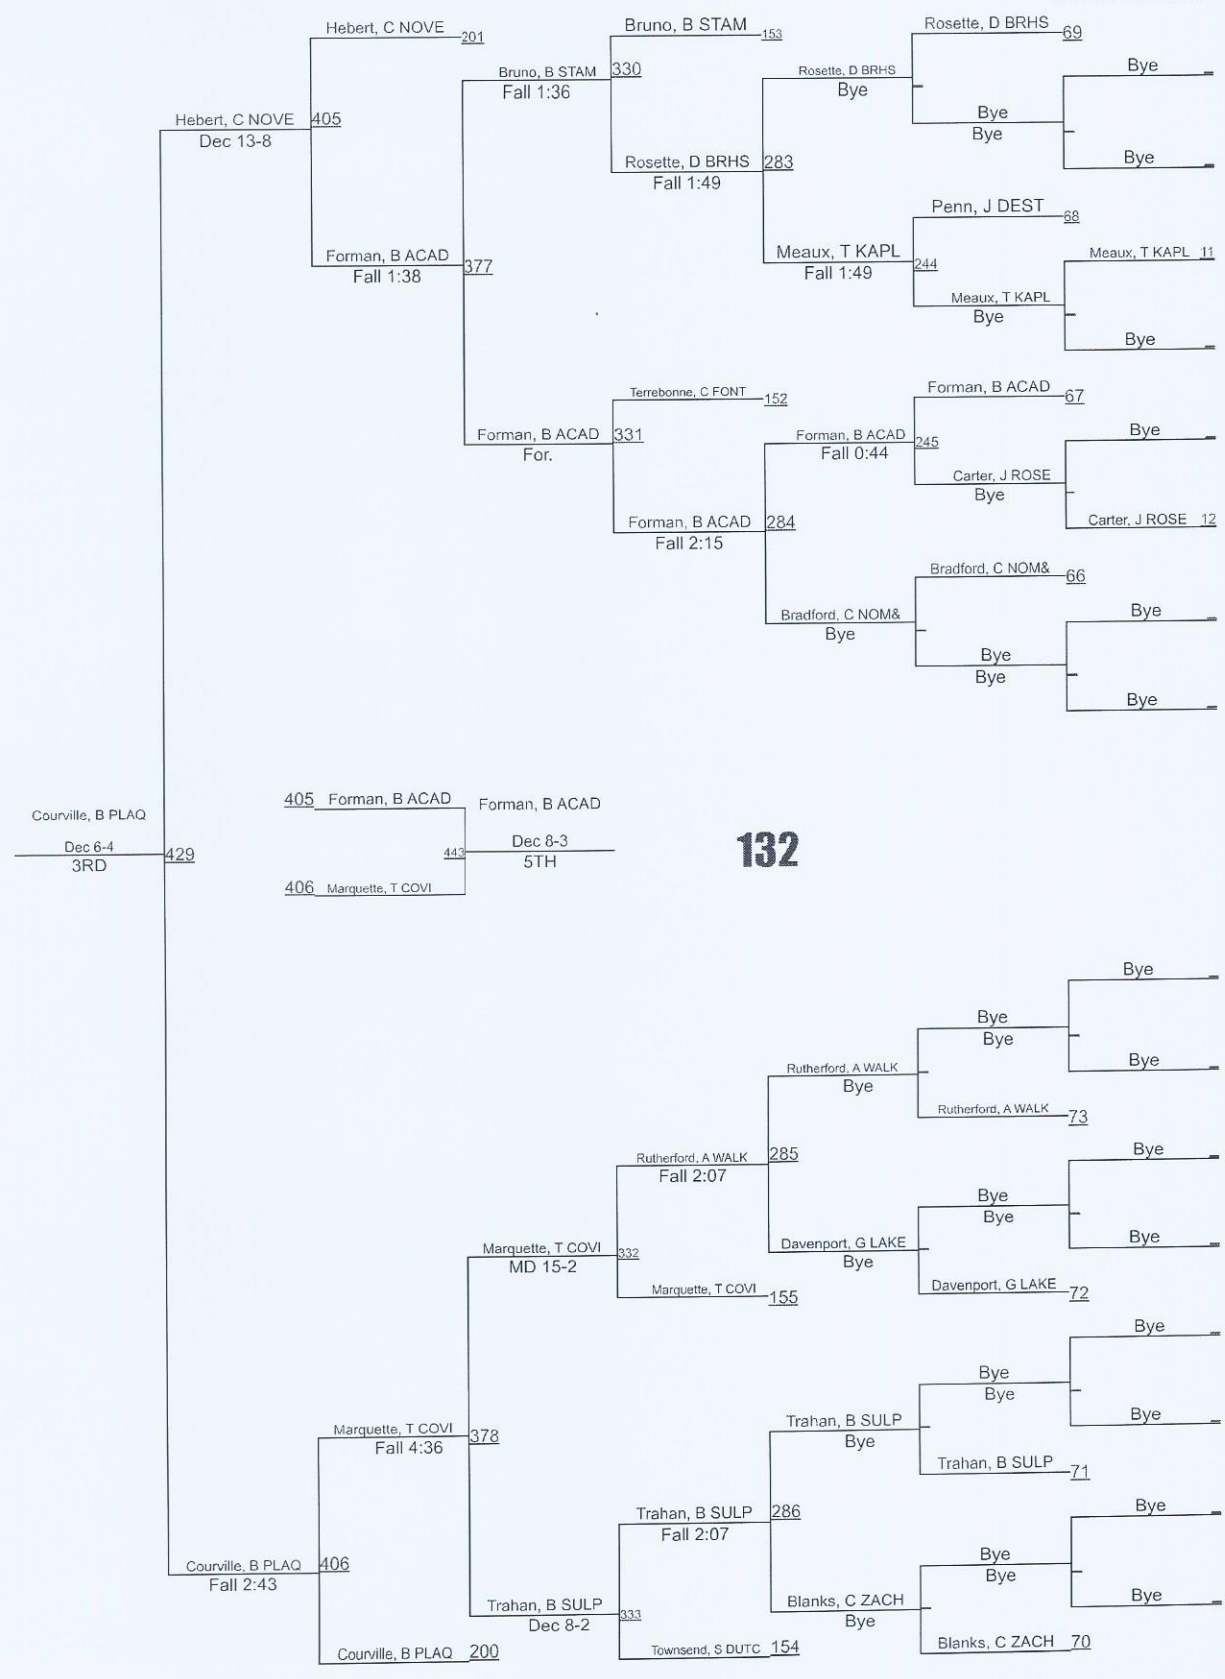 Hebert, C NOVE 201
Bruno, B STAM 153
Rosette, D BRHS 69
Bye
Bruno, B STAM 330
Fall 1:36
Rosette, D BRHS
Bye
Bye
Bye
Hebert, C NOVE 405
Dec 13-8
Rosette, D BRHS 283
Fall 1:49
Bye
Penn, J DEST 68
Forman, B ACAD 377
Fall 1:38
Meaux, T KAPL 244
Fall 1:49
Meaux, T KAPL 11
Meaux, T KAPL
Bye
Bye
Terrebonne, C FONT 152
Forman, B ACAD 67
Forman, B ACAD 331
For.
Forman, B ACAD 245
Fall 0:44
Bye
Carter, J ROSE
Bye
Forman, B ACAD 284
Fall 2:15
Carter, J ROSE 12
Bradford, C NOM& 66
Bradford, C NOM&
Bye
Bye
Bye
Bye
Bye
Courville, B PLAQ
Dec 6-4
3RD
429
405 Forman, B ACAD
Forman, B ACAD
443
Dec 8-3
5TH
406 Marquette, T COVI
132
Bye
Bye
Bye
Rutherford, A WALK
Bye
Bye
Rutherford, A WALK 73
Rutherford, A WALK 285
Fall 2:07
Bye
Bye
Bye
Marquette, T COVI 332
MD 15-2
Davenport, G LAKE
Bye
Bye
Marquette, T COVI 155
Davenport, G LAKE 72
Bye
Bye
Bye
Marquette, T COVI 378
Fall 4:36
Trahan, B SULP
Bye
Bye
Trahan, B SULP 71
Trahan, B SULP 286
Fall 2:07
Bye
Courville, B PLAQ 406
Fall 2:43
Bye
Bye
Trahan, B SULP 333
Dec 8-2
Blanks, C ZACH
Bye
Bye
Courville, B PLAQ 200
Townsend, S DUTC 154
Blanks, C ZACH 70